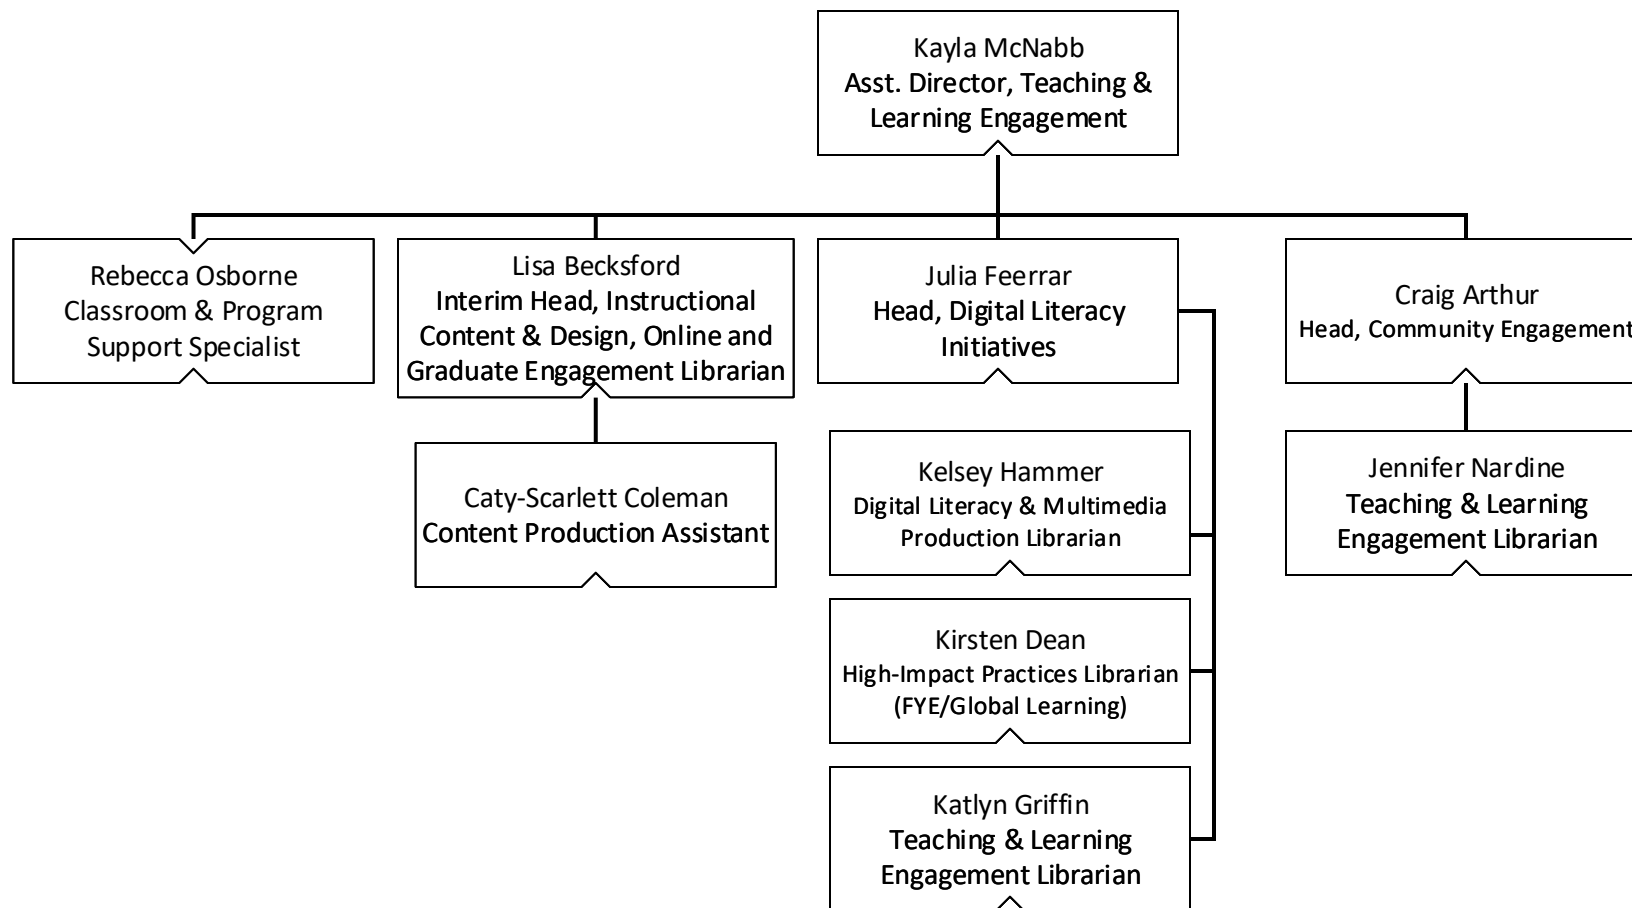 Kayla McNabb
Asst. Director, Teaching &
Learning Engagement
Rebecca Osborne
Classroom & Program
Support Specialist
Lisa Becksford
Interim Head, Instructional
Content & Design, Online and
Graduate Engagement Librarian
Julia Feerrar
Head, Digital Literacy
Initiatives
Craig Arthur
Head, Community Engagement
Caty-Scarlett Coleman
Content Production Assistant
Kelsey Hammer
Digital Literacy & Multimedia
Production Librarian
Jennifer Nardine
Teaching & Learning
Engagement Librarian
Kirsten Dean
High-Impact Practices Librarian
(FYE/Global Learning)
Katlyn Griffin
Teaching & Learning
Engagement Librarian